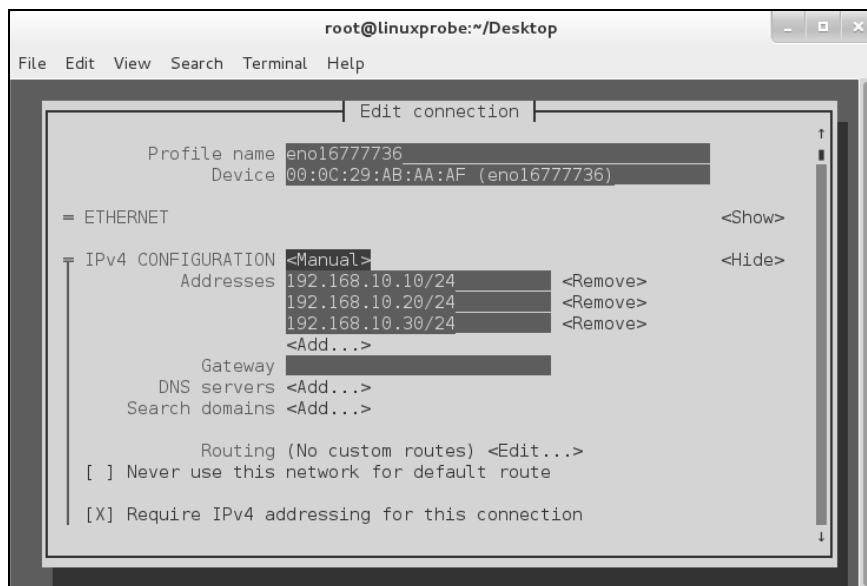 root@linuxprobe:~/Desktop
File Edit View Search Terminal Help
Edit connection
Profile name eno16777736
Device 00:0C:29:AB:AA:AF (eno16777736)
= ETHERNET <Show>
IPv4 CONFIGURATION <Manual> <Hide>
Addresses 192.168.10.10/24 <Remove>
192.168.10.20/24 <Remove>
192.168.10.30/24 <Remove>
<Add...>
Gateway
DNS servers <Add...>
Search domains <Add...>
Routing (No custom routes) <Edit...>
[ ] Never use this network for default route
[X] Require IPv4 addressing for this connection